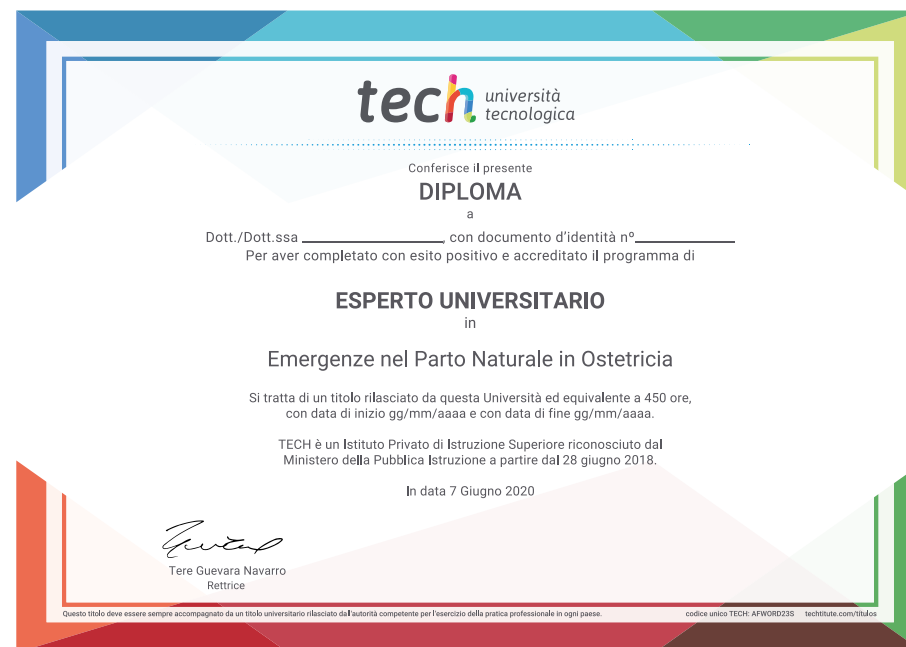 tech università
tecnologica
Conferisce il presente
DIPLOMA
a
Dott./Dott.ssa ____________________, con documento d'identità nº______________
Per aver completato con esito positivo e accreditato il programma di
ESPERTO UNIVERSITARIO
in
Emergenze nel Parto Naturale in Ostetricia
Si tratta di un titolo rilasciato da questa Università ed equivalente a 450 ore,
con data di inizio gg/mm/aaaa e con data di fine gg/mm/aaaa.
TECH è un Istituto Privato di Istruzione Superiore riconosciuto dal
Ministero della Pubblica Istruzione a partire dal 28 giugno 2018.
In data 7 Giugno 2020
Tere Guevara Navarro
Rettrice
Questo titolo deve essere sempre accompagnato da un titolo universitario rilasciato dall'autorità competente per l'esercizio della pratica professionale in ogni paese. codice unico TECH: AFWORD23S techtitute.com/titulos